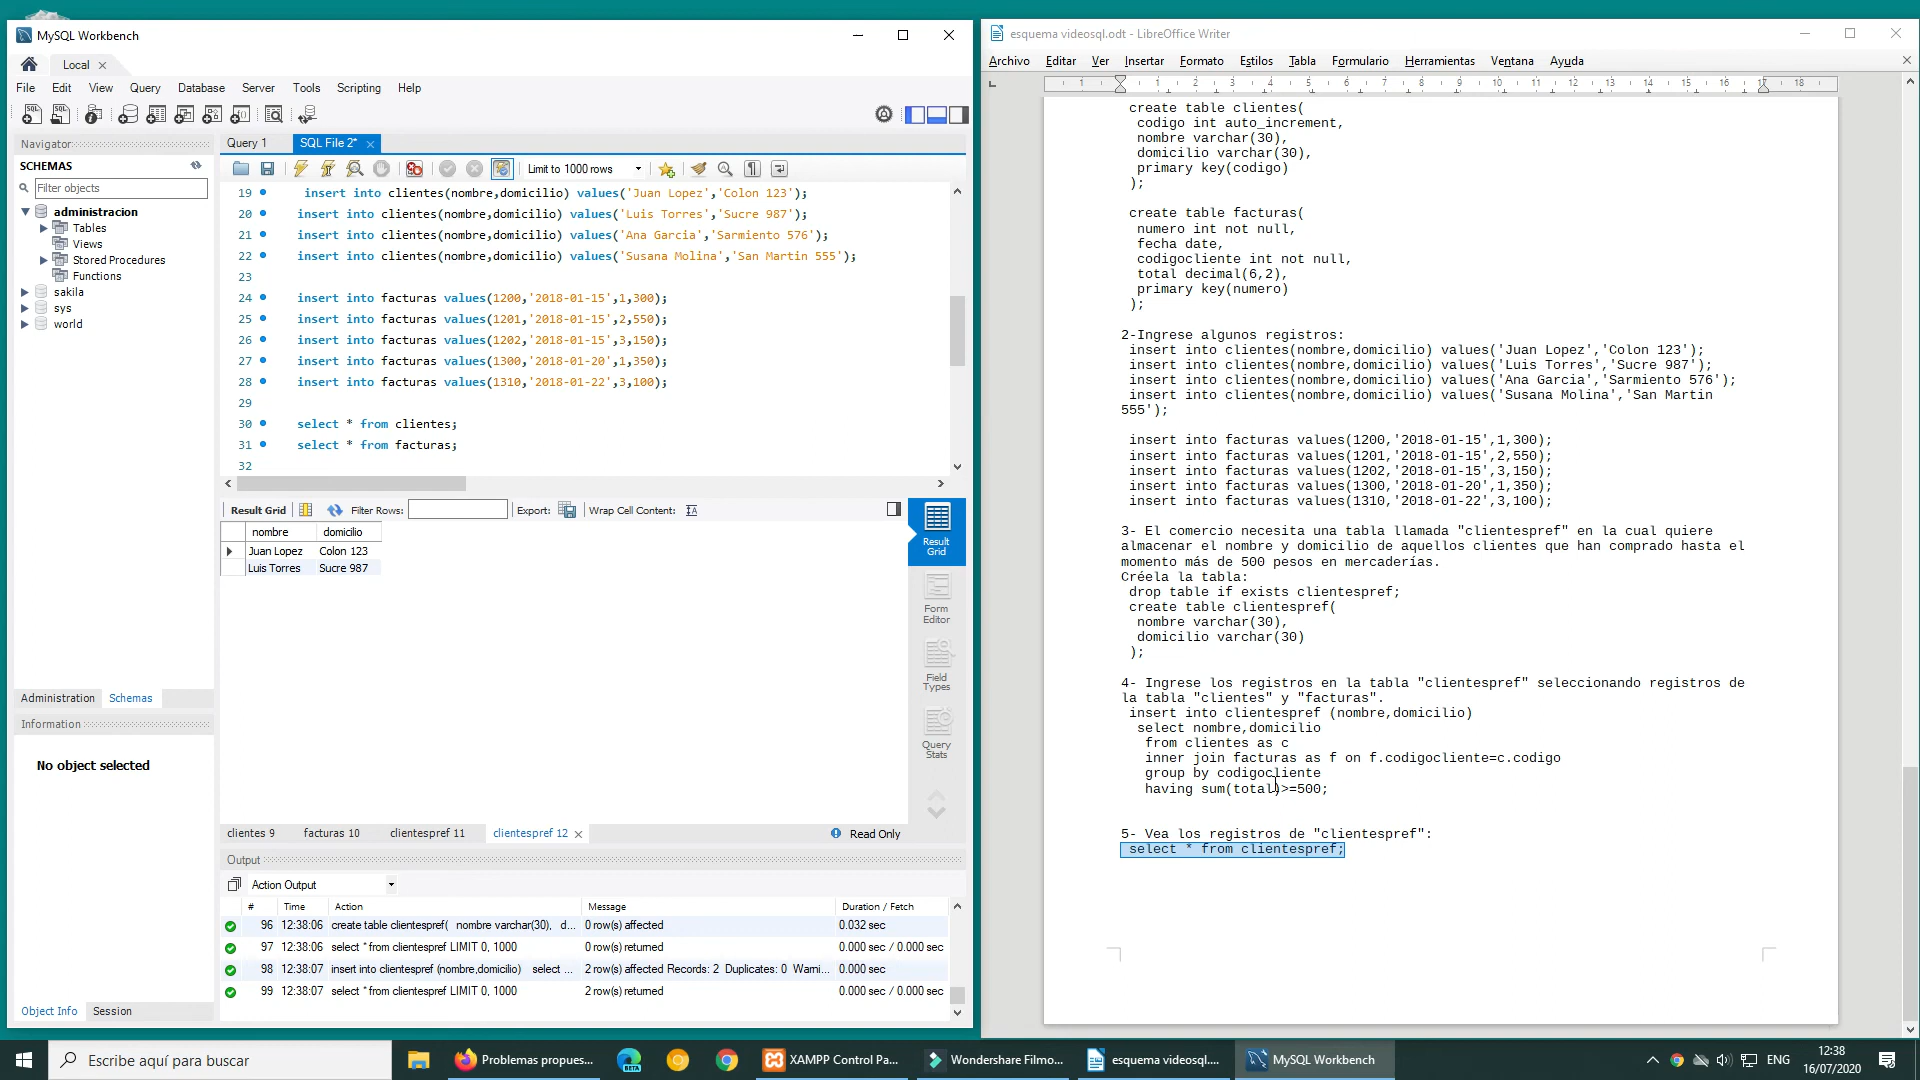 MySQL Workbench
Local
File Edit View Query Database Server Tools Scripting Help
Navigator
SCHEMAS
Filter objects
administracion
Tables
Views
Stored Procedures
Functions
sakila
sys
world
Administration Schemas
Information
No object selected
Object Info Session
Query 1 SQL File 2*
Limit to 1000 rows
19 insert into clientes(nombre,domicilio) values('Juan Lopez','Colon 123');
20 insert into clientes(nombre,domicilio) values('Luis Torres','Sucre 987');
21 insert into clientes(nombre,domicilio) values('Ana Garcia','Sarmiento 576');
22 insert into clientes(nombre,domicilio) values('Susana Molina','San Martin 555');
23
24 insert into facturas values(1200,'2018-01-15',1,300);
25 insert into facturas values(1201,'2018-01-15',2,550);
26 insert into facturas values(1202,'2018-01-15',3,150);
27 insert into facturas values(1300,'2018-01-20',1,350);
28 insert into facturas values(1310,'2018-01-22',3,100);
29
30 select * from clientes;
31 select * from facturas;
32
Result Grid Filter Rows: Export: Wrap Cell Content: IA
nombre domicilio
Juan Lopez Colon 123
Luis Torres Sucre 987
Result Grid
Form Editor
Field Types
Query Stats
clientes 9 facturas 10 clientespref 11 clientespref 12 Read Only
Output
Action Output
# Time Action Message Duration / Fetch
96 12:38:06 create table clientespref( nombre varchar(30), d... 0 row(s) affected 0.032 sec
97 12:38:06 select * from clientespref LIMIT 0, 1000 0 row(s) returned 0.000 sec / 0.000 sec
98 12:38:07 insert into clientespref (nombre,domicilio) select ... 2 row(s) affected Records: 2 Duplicates: 0 Warni... 0.000 sec
99 12:38:07 select * from clientespref LIMIT 0, 1000 2 row(s) returned 0.000 sec / 0.000 sec
esquema videosql.odt - LibreOffice Writer
Archivo Editar Ver Insertar Formato Estilos Tabla Formulario Herramientas Ventana Ayuda
1 1 2 3 4 5 6 7 8 9 10 11 12 13 14 15 16 17 18
create table clientes(
codigo int auto_increment,
nombre varchar(30),
domicilio varchar(30),
primary key(codigo)
);
create table facturas(
numero int not null,
fecha date,
codigocliente int not null,
total decimal(6,2),
primary key(numero)
);
2-Ingrese algunos registros:
insert into clientes(nombre,domicilio) values('Juan Lopez','Colon 123');
insert into clientes(nombre,domicilio) values('Luis Torres','Sucre 987');
insert into clientes(nombre,domicilio) values('Ana Garcia','Sarmiento 576');
insert into clientes(nombre,domicilio) values('Susana Molina','San Martin
555');
insert into facturas values(1200,'2018-01-15',1,300);
insert into facturas values(1201,'2018-01-15',2,550);
insert into facturas values(1202,'2018-01-15',3,150);
insert into facturas values(1300,'2018-01-20',1,350);
insert into facturas values(1310,'2018-01-22',3,100);
3- El comercio necesita una tabla llamada "clientespref" en la cual quiere
almacenar el nombre y domicilio de aquellos clientes que han comprado hasta el
momento más de 500 pesos en mercaderías.
Créela la tabla:
drop table if exists clientespref;
create table clientespref(
nombre varchar(30),
domicilio varchar(30)
);
4- Ingrese los registros en la tabla "clientespref" seleccionando registros de
la tabla "clientes" y "facturas".
insert into clientespref (nombre,domicilio)
select nombre,domicilio
from clientes as c
inner join facturas as f on f.codigocliente=c.codigo
group by codigocliente
having sum(total)>=500;
5- Vea los registros de "clientespref":
select * from clientespref;
Escribe aquí para buscar
Problemas propues...
BETA
XAMPP Control Pa...
Wondershare Filmo...
esquema videosql....
MySQL Workbench
ENG
12:38
16/07/2020